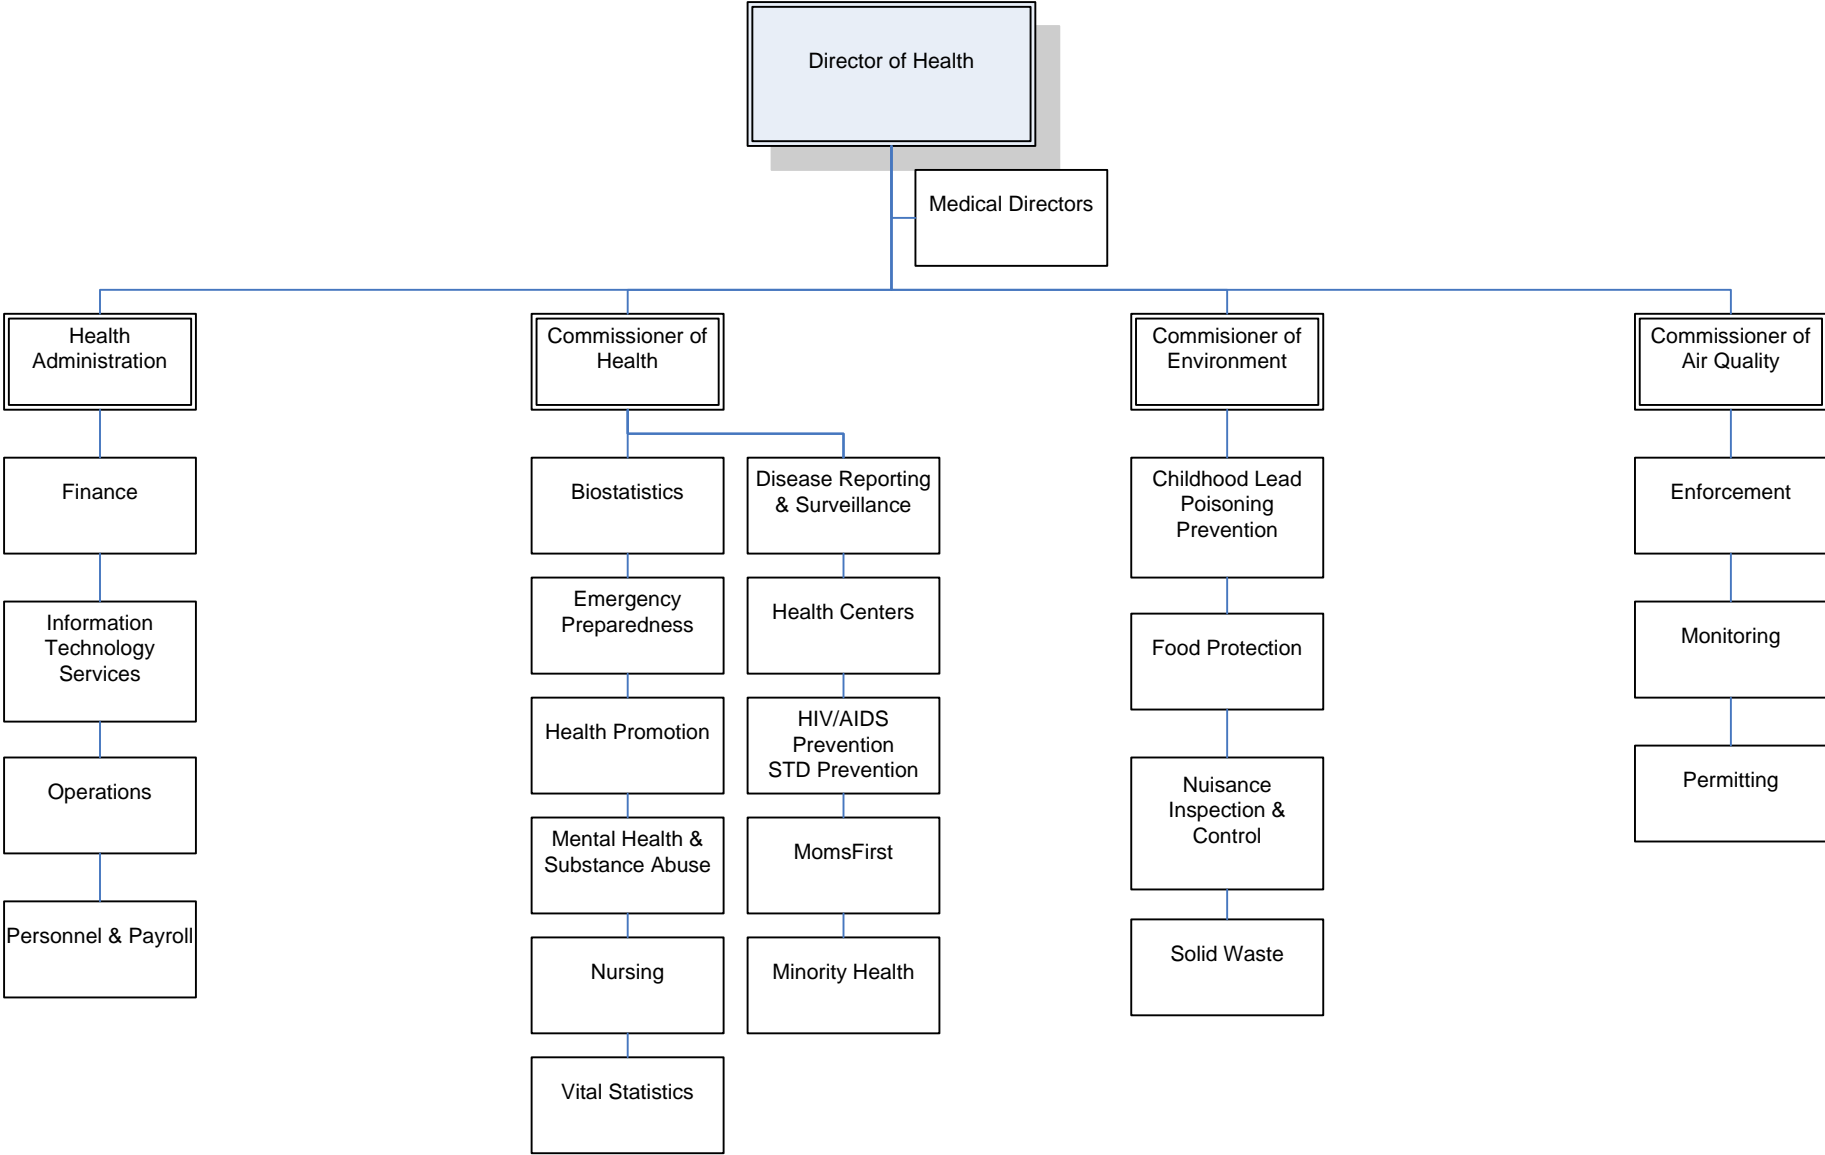 Director of Health
Medical Directors
Health
Administration
Commissioner of
Health
Commisioner of
Environment
Commissioner of
Air Quality
Finance
Information
Technology
Services
Operations
Personnel & Payroll
Biostatistics
Emergency
Preparedness
Health Promotion
Mental Health &
Substance Abuse
Nursing
Vital Statistics
Disease Reporting
& Surveillance
Health Centers
HIV/AIDS
Prevention
STD Prevention
MomsFirst
Minority Health
Childhood Lead
Poisoning
Prevention
Food Protection
Nuisance
Inspection &
Control
Solid Waste
Enforcement
Monitoring
Permitting